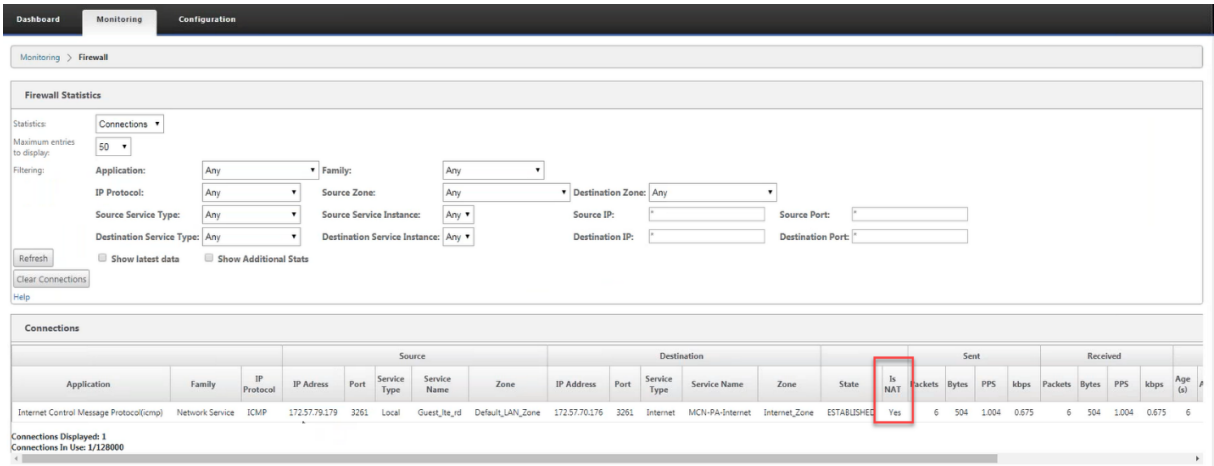 Dashboard Monitoring Configuration
Monitoring > Firewall
Firewall Statistics
Statistics: Connections
Maximum entries to display: 50
Filtering: Application: Any Family: Any
IP Protocol: Any Source Zone: Any Destination Zone: Any
Source Service Type: Any Source Service Instance: Any Source IP: * Source Port: *
Destination Service Type: Any Destination Service Instance: Any Destination IP: * Destination Port: *
Refresh Show latest data Show Additional Stats
Clear Connections
Help
Connections
Source Destination Sent Received
Application Family IP Protocol IP Adress Port Service Type Service Name Zone IP Address Port Service Type Service Name Zone State Is NAT Packets Bytes PPS kbps Packets Bytes PPS kbps Age (s) A
Internet Control Message Protocol(icmp) Network Service ICMP 172.57.79.179 3261 Local Guest_lte_rd Default_LAN_Zone 172.57.70.176 3261 Internet MCN-PA-Internet Internet_Zone ESTABLISHED Yes 6 504 1.004 0.675 6 504 1.004 0.675 6
Connections Displayed: 1
Connections In Use: 1/128000